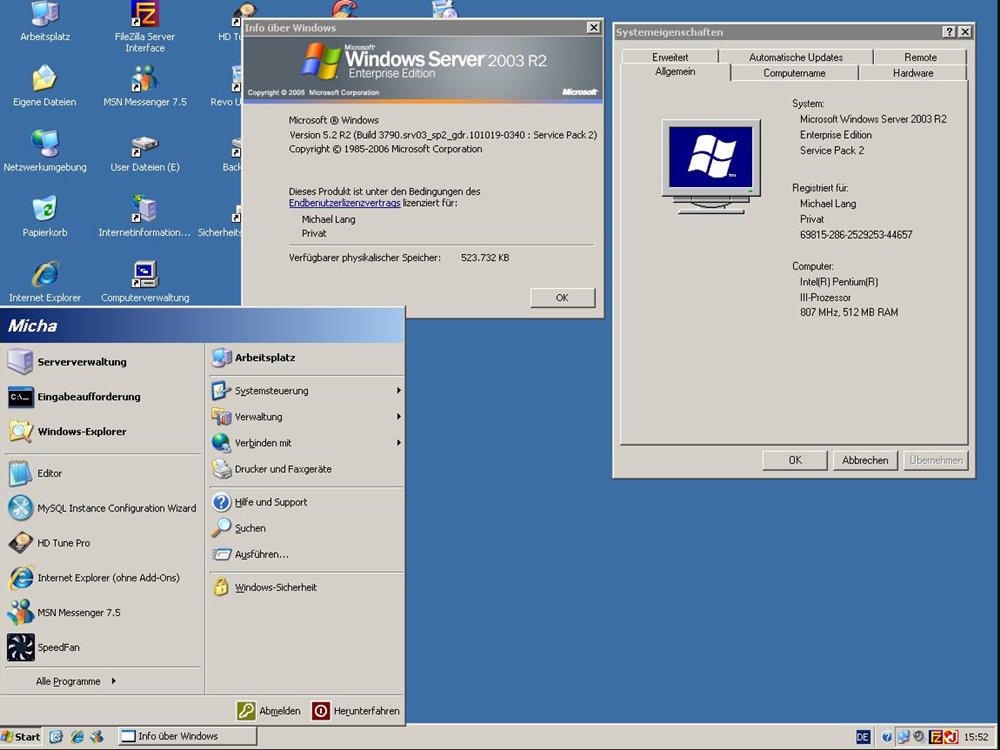 Arbeitsplatz
FileZilla Server
Interface
HD Tu
Eigene Dateien
MSN Messenger 7.5
Revo U
Netzwerkumgebung
User Dateien (E)
Back
Papierkorb
Internetinformation...
Sicherheits
Internet Explorer
Computerverwaltung
Info über Windows
Microsoft®
Windows Server 2003 R2
Enterprise Edition
Copyright © 2005 Microsoft Corporation
Microsoft
Microsoft ® Windows
Version 5.2 R2 (Build 3790.srv03_sp2_gdr.101019-0340 : Service Pack 2)
Copyright © 1985-2006 Microsoft Corporation
Dieses Produkt ist unter den Bedingungen des
Endbenutzerlizenzvertrags lizenziert für:
Michael Lang
Privat
Verfügbarer physikalischer Speicher: 523.732 KB
OK
Systemeigenschaften
Erweitert
Automatische Updates
Remote
Allgemein
Computername
Hardware
System:
Microsoft Windows Server 2003 R2
Enterprise Edition
Service Pack 2
Registriert für:
Michael Lang
Privat
69815-286-2529253-44657
Computer:
Intel(R) Pentium(R)
III-Prozessor
807 MHz, 512 MB RAM
OK
Abbrechen
Übernehmen
Micha
Serververwaltung
Eingabeaufforderung
Windows-Explorer
Editor
MySQL Instance Configuration Wizard
HD Tune Pro
Internet Explorer (ohne Add-Ons)
MSN Messenger 7.5
SpeedFan
Alle Programme
Arbeitsplatz
Systemsteuerung
Verwaltung
Verbinden mit
Drucker und Faxgeräte
Hilfe und Support
Suchen
Ausführen...
Windows-Sicherheit
Abmelden
Herunterfahren
Start
Info über Windows
DE
15:52